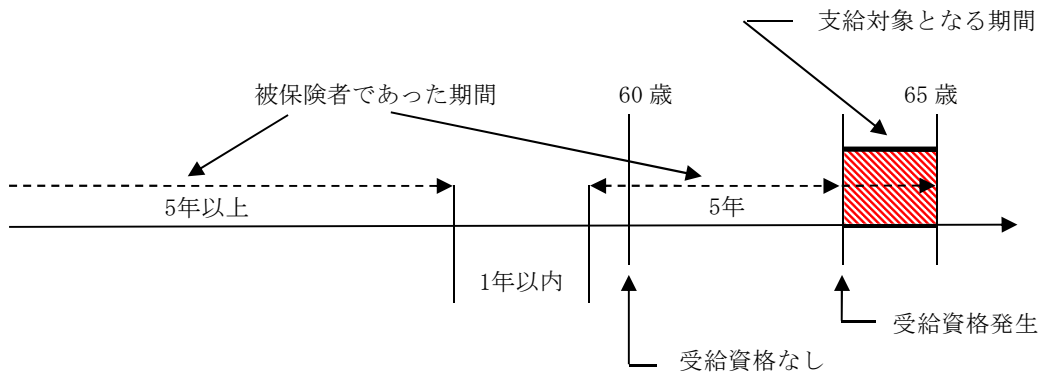 支給対象となる期間
被保険者であった期間
60歳
65歳
5年以上
5年
1年以内
受給資格発生
受給資格なし